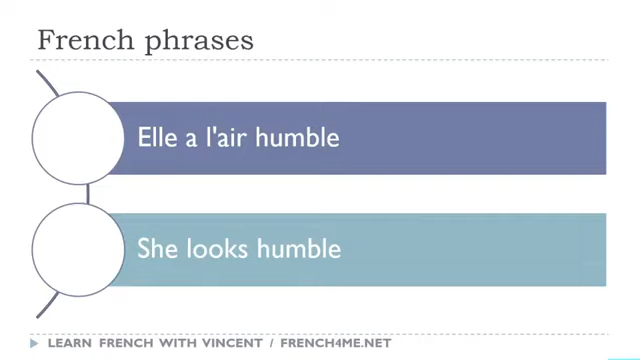 French phrases
Elle a l'air humble
She looks humble
LEARN FRENCH WITH VINCENT / FRENCH4ME.NET